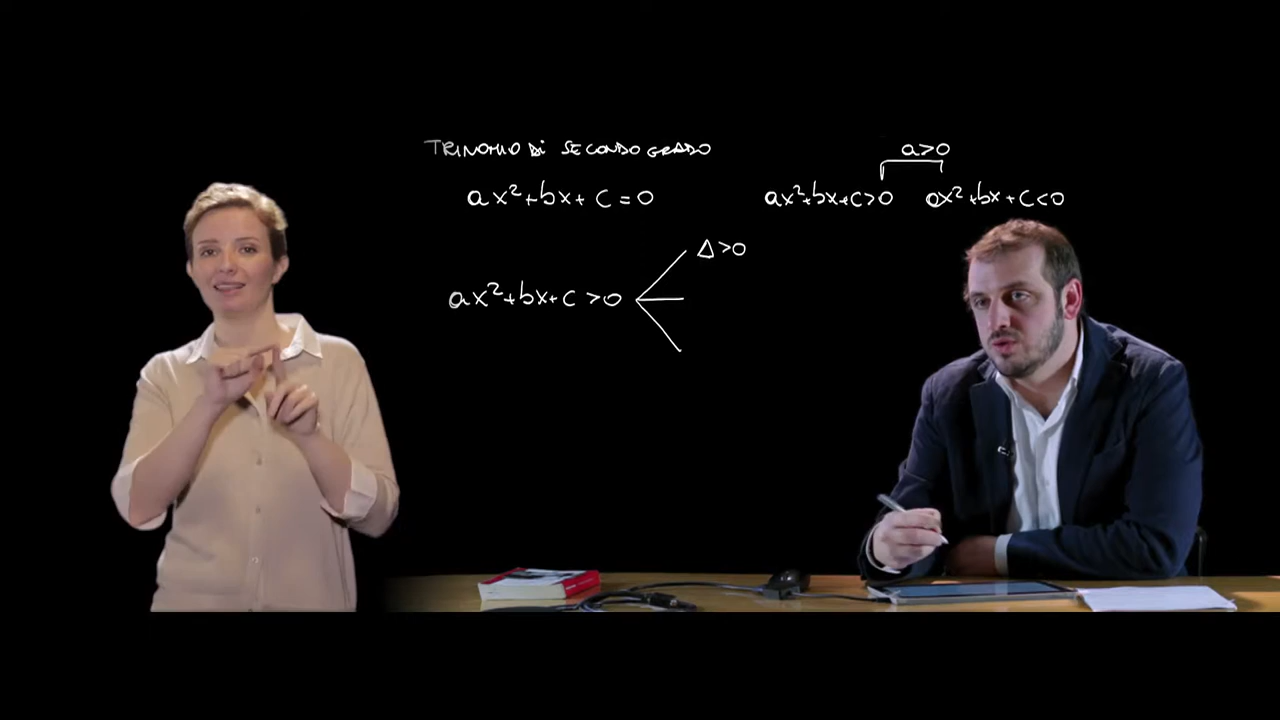 TRINOMIO DI SECONDO GRADO
ax²+bx+c=0
a>0
ax²+bx+c>0 ax²+bx+c<0
Δ>0
ax²+bx+c>0